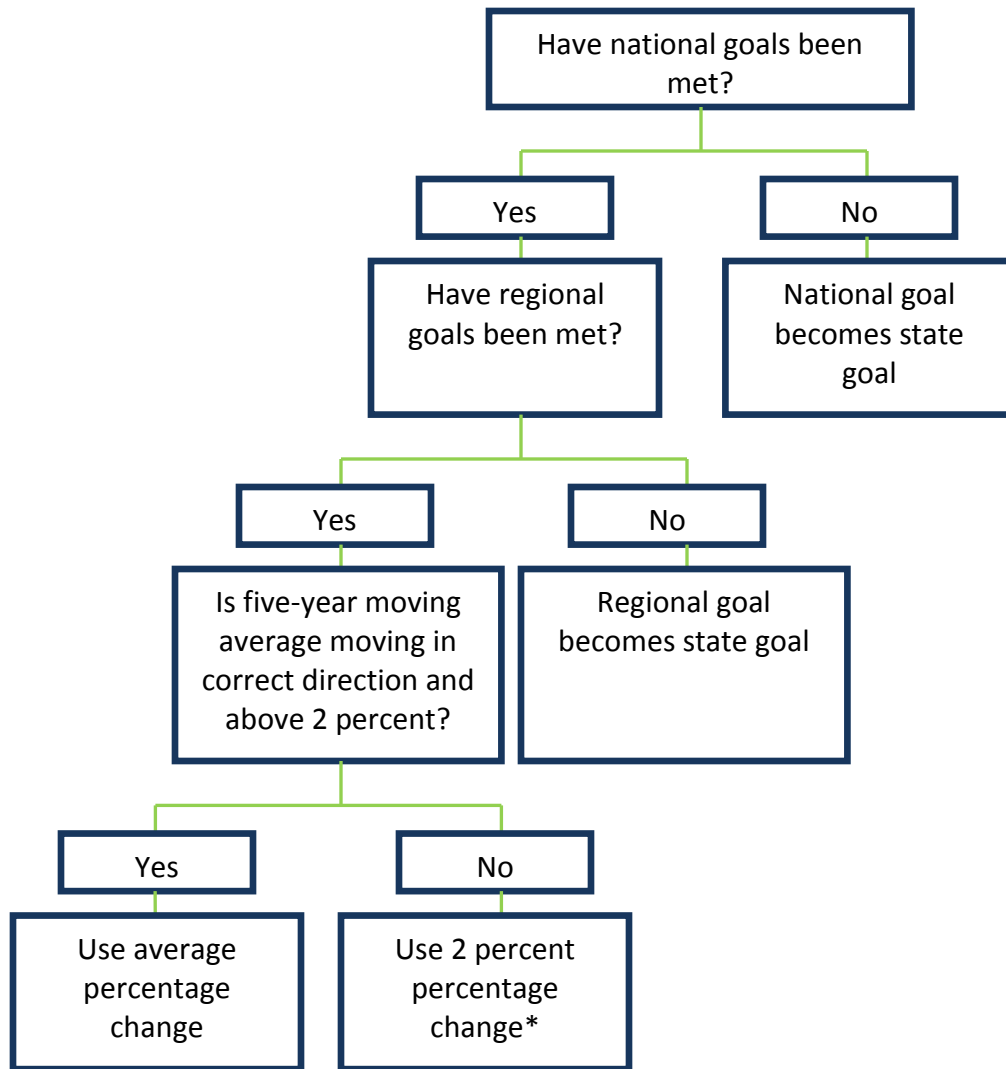 Have national goals been
met?
Yes
No
Have regional
goals been met?
National goal
becomes state
goal
Yes
No
Is five-year moving
average moving in
correct direction and
above 2 percent?
Regional goal
becomes state goal
Yes
No
Use average
percentage
change
Use 2 percent
percentage
change*